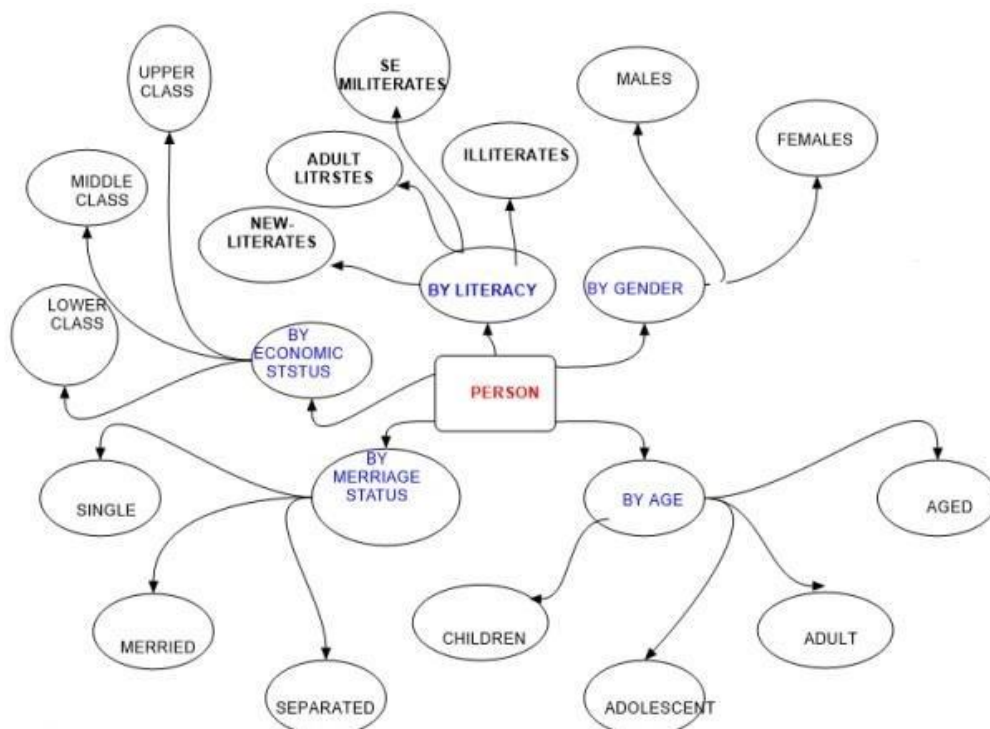 UPPER
CLASS
SE
MILITERATES
MALES
FEMALES
ADULT
LITRSTES
ILLITERATES
MIDDLE
CLASS
NEW-
LITERATES
BY LITERACY
BY GENDER
LOWER
CLASS
BY
ECONOMIC
STSTUS
PERSON
BY
MERRIAGE
STATUS
BY AGE
SINGLE
AGED
MERRIED
CHILDREN
ADULT
SEPARATED
ADOLESCENT